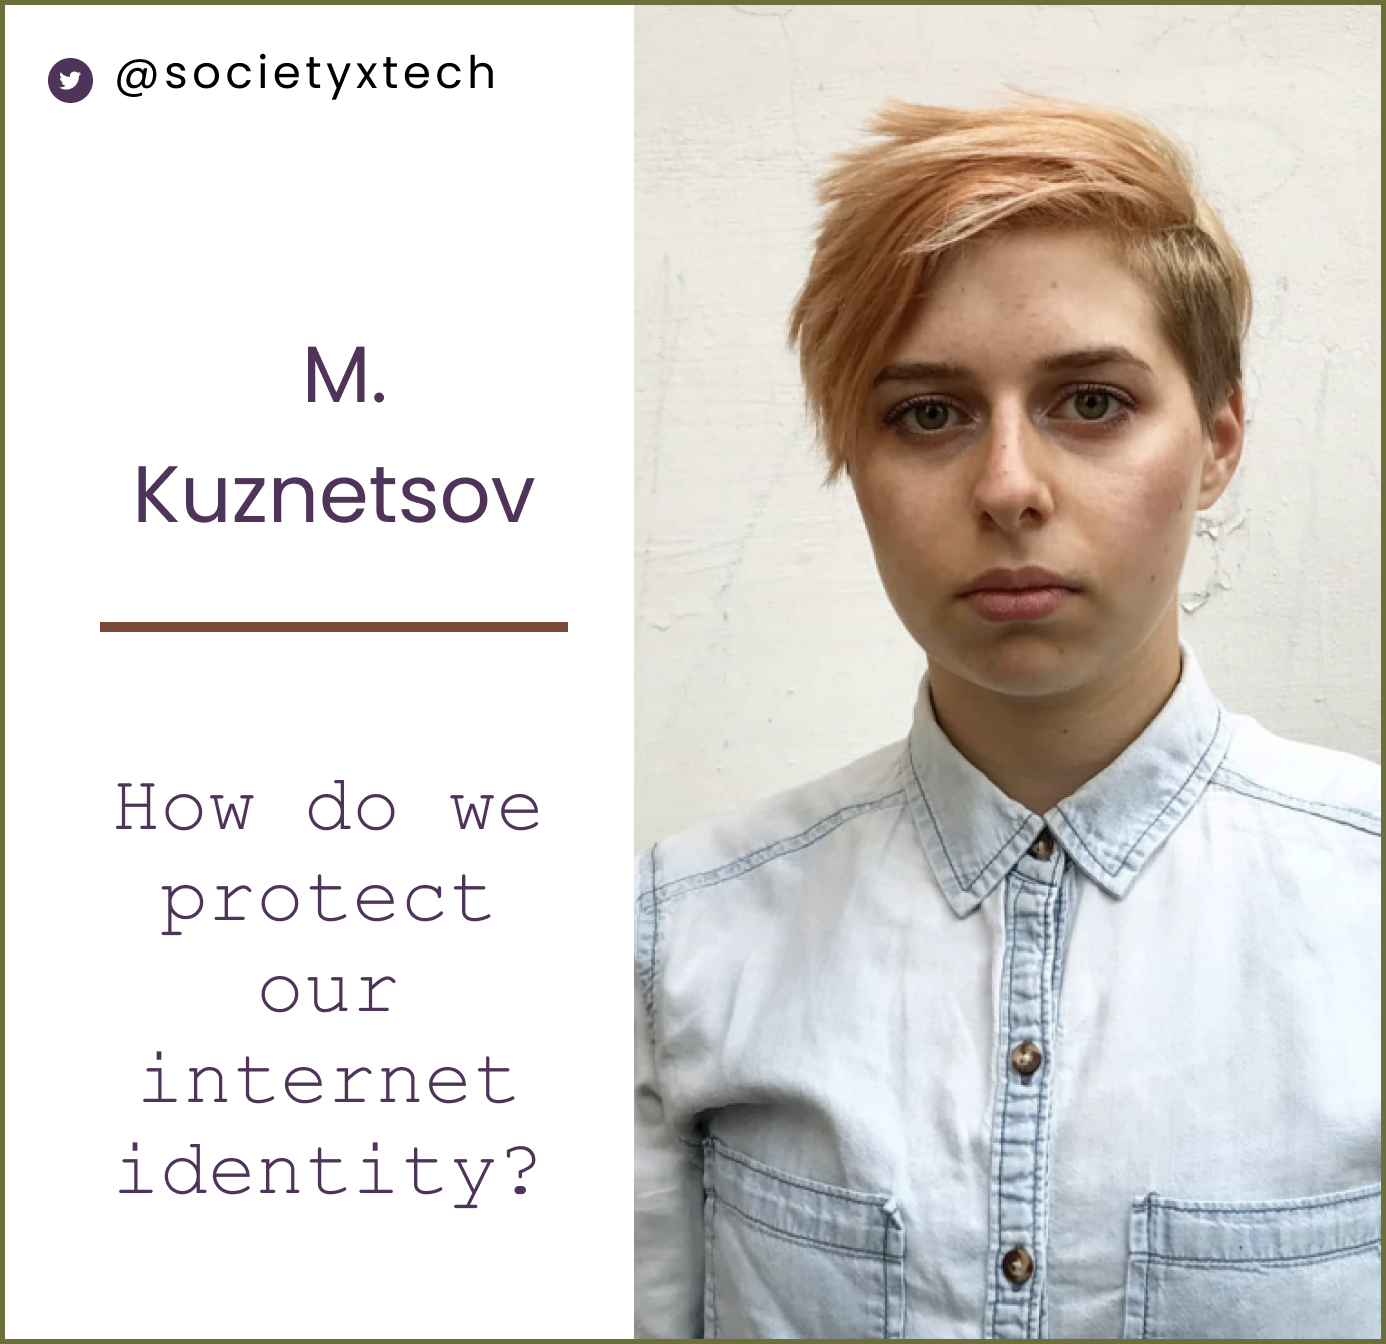 @societyxtech
M.
Kuznetsov
How do we
protect
our
internet
identity?